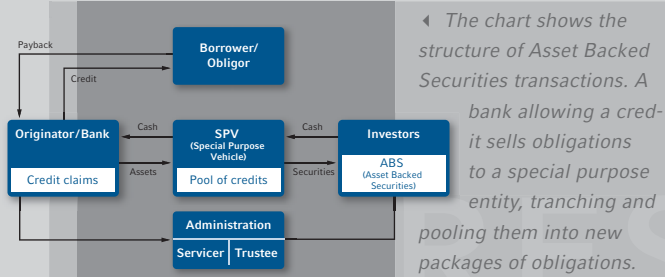 Payback
Borrower/
Obligor
Credit
Originator/Bank
Credit claims
Cash
Assets
SPV
(Special Purpose
Vehicle)
Pool of credits
Cash
Securities
Investors
ABS
(Asset Backed
Securities)
Administration
Servicer
Trustee
The chart shows the
structure of Asset Backed
Securities transactions. A
bank allowing a cred-
it sells obligations
to a special purpose
entity, tranching and
pooling them into new
packages of obligations.
RES